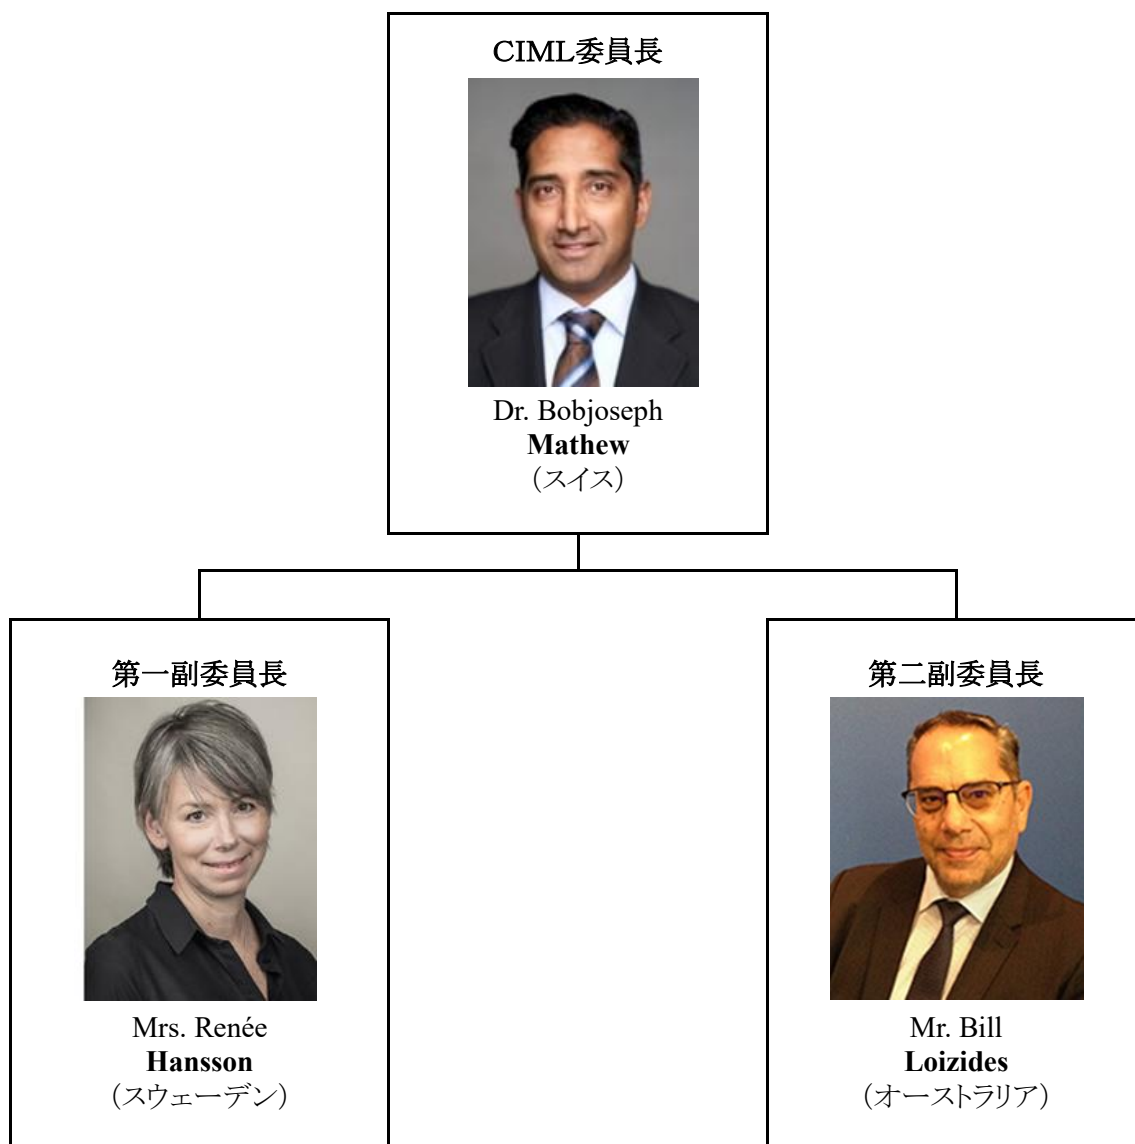 CIML委員長
Dr. Bobjoseph
Mathew
（スイス）
第一副委員長
Mrs. Renée
Hansson
（スウェーデン）
第二副委員長
Mr. Bill
Loizides
（オーストラリア）